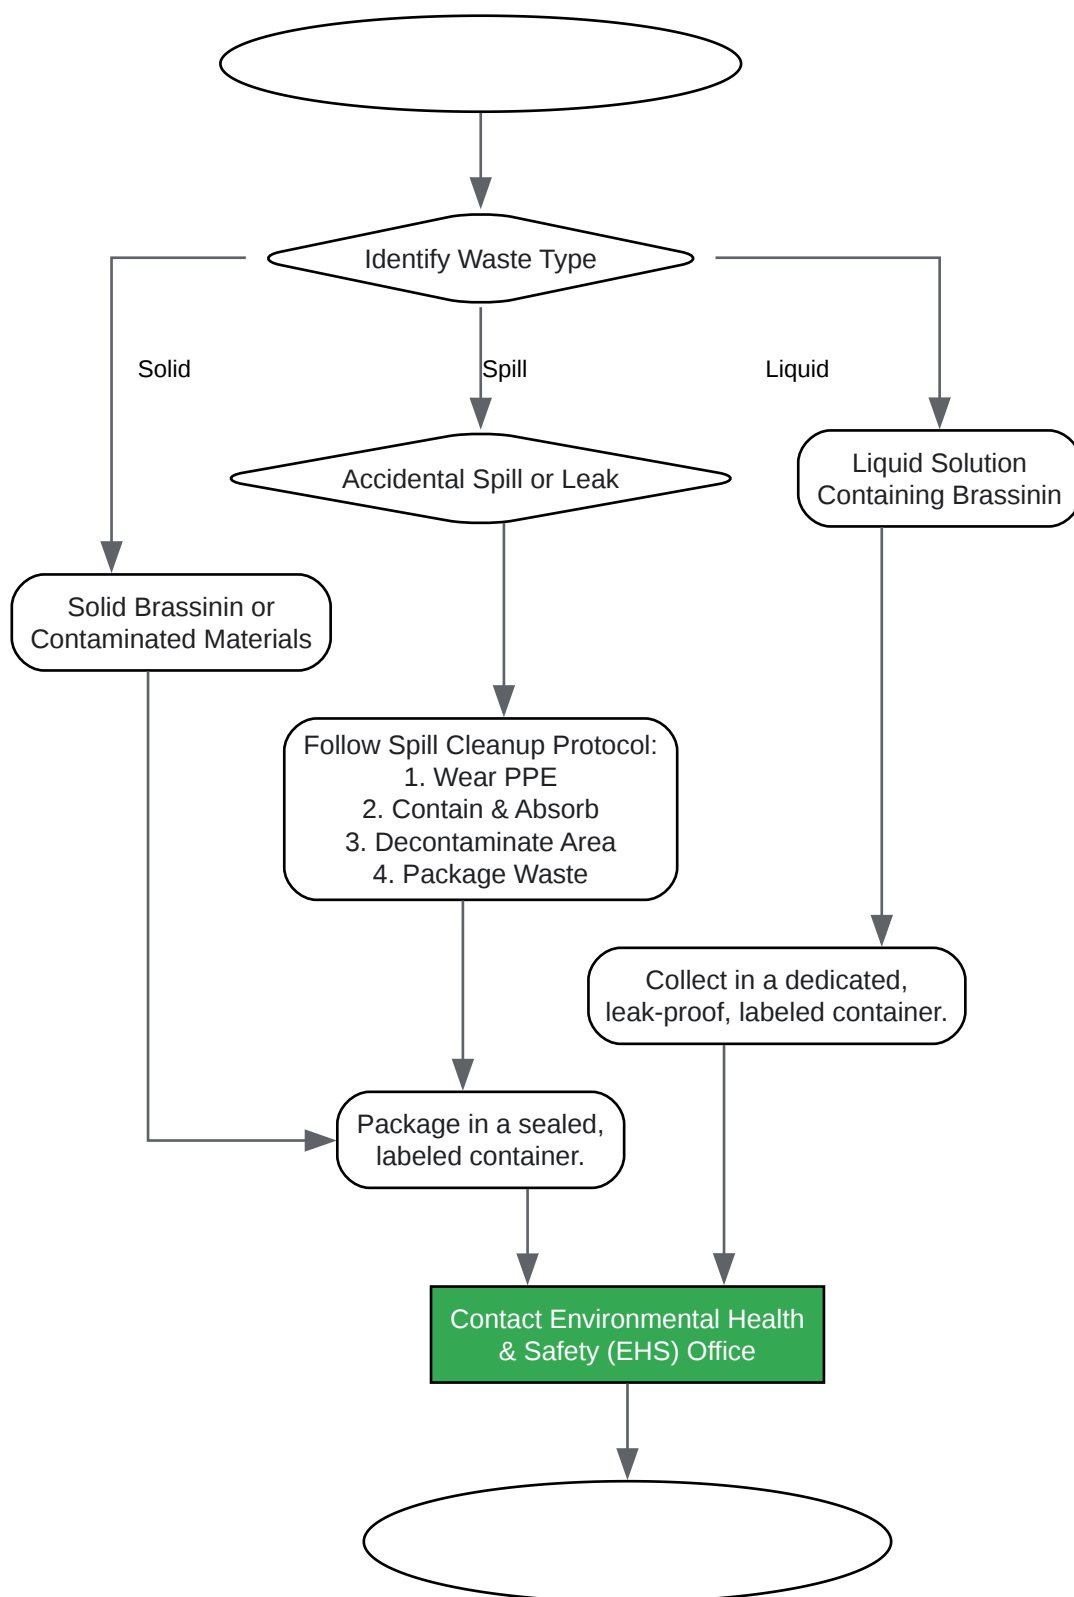 Identify Waste Type
Solid
Spill
Liquid
Accidental Spill or Leak
Liquid Solution
Containing Brassinin
Solid Brassinin or
Contaminated Materials
Follow Spill Cleanup Protocol:
1. Wear PPE
2. Contain & Absorb
3. Decontaminate Area
4. Package Waste
Collect in a dedicated,
leak-proof, labeled container.
Package in a sealed,
labeled container.
Contact Environmental Health
& Safety (EHS) Office